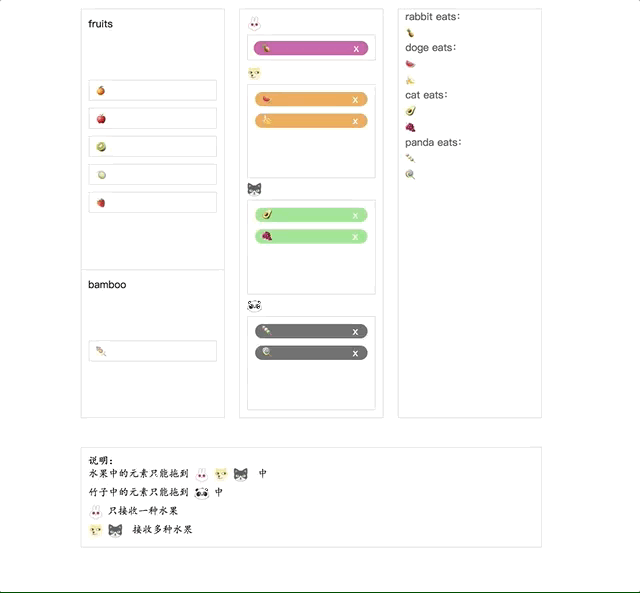 fruits
bamboo
x
x
x
x
x
x
x
rabbit eats:
doge eats:
cat eats:
panda eats:
说明:
水果中的元素只能拖到 中
竹子中的元素只能拖到 中
只接收一种水果
接收多种水果